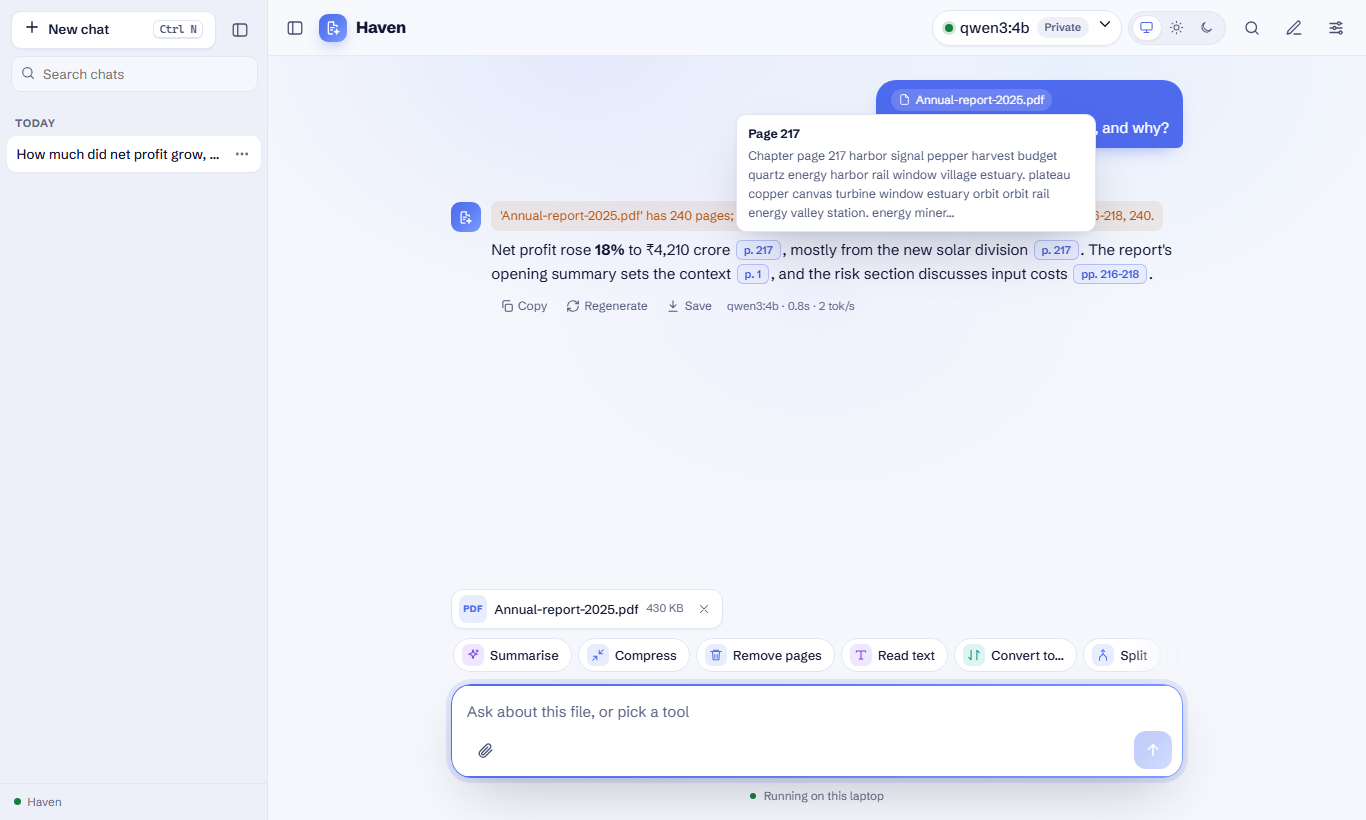 New chat
Ctrl N
Search chats
TODAY
How much did net profit grow, ...
Haven
Haven
qwen3:4b
Private
Annual-report-2025.pdf
, and why?
Page 217
Chapter page 217 harbor signal pepper harvest budget
quartz energy harbor rail window village estuary. plateau
copper canvas turbine window estuary orbit orbit rail
energy valley station. energy miner...
'Annual-report-2025.pdf' has 240 pages; 6-218, 240.
Net profit rose 18% to ₹4,210 crore p. 217 , mostly from the new solar division p. 217 . The report's
opening summary sets the context p. 1 , and the risk section discusses input costs pp. 216-218 .
Copy Regenerate Save qwen3:4b · 0.8s · 2 tok/s
PDF Annual-report-2025.pdf 430 KB
Summarise Compress Remove pages Read text Convert to... Split
Ask about this file, or pick a tool
Running on this laptop